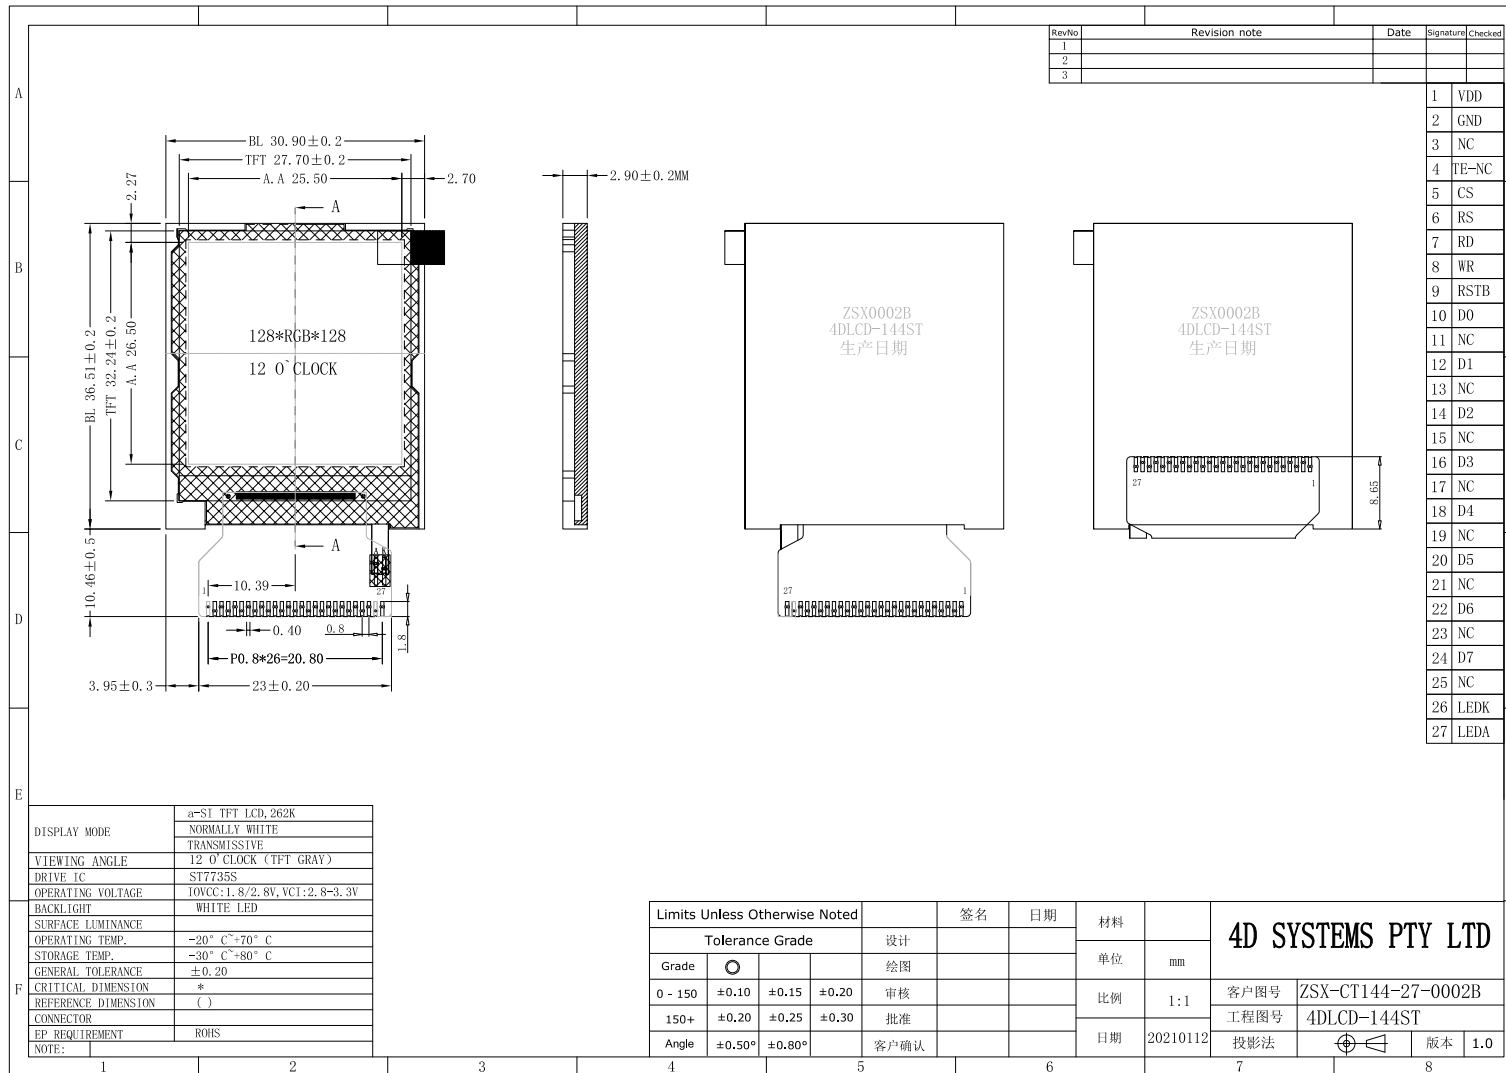 RevNo Revision note Date Signature Checked
1
2
3
1 VDD
2 GND
3 NC
4 TE-NC
5 CS
6 RS
7 RD
8 WR
9 RSTB
10 D0
11 NC
12 D1
13 NC
14 D2
15 NC
16 D3
17 NC
18 D4
19 NC
20 D5
21 NC
22 D6
23 NC
24 D7
25 NC
26 LEDK
27 LEDA
A
B
C
D
E
F
BL 30.90±0.2
TFT 27.70±0.2
A.A 25.50
2.70
2.27
A
BL 36.51±0.2
TFT 32.24±0.2
A.A 26.50
128*RGB*128
12 O`CLOCK
A
10.46±0.5
10.39
1
27
A K
0.40
0.8
1.8
P0.8*26=20.80
3.95±0.3
23±0.20
2.90±0.2MM
ZSX0002B
4DLCD-144ST
生产日期
27
1
ZSX0002B
4DLCD-144ST
生产日期
27
1
8.65
DISPLAY MODE
a-SI TFT LCD,262K
NORMALLY WHITE
TRANSMISSIVE
VIEWING ANGLE 12 O'CLOCK (TFT GRAY)
DRIVE IC ST7735S
OPERATING VOLTAGE IOVCC:1.8/2.8V,VCI:2.8-3.3V
BACKLIGHT WHITE LED
SURFACE LUMINANCE
OPERATING TEMP. -20° C~+70° C
STORAGE TEMP. -30° C~+80° C
GENERAL TOLERANCE ±0.20
CRITICAL DIMENSION *
REFERENCE DIMENSION ( )
CONNECTOR
EP REQUIREMENT ROHS
NOTE:
Limits Unless Otherwise Noted 签名 日期
Tolerance Grade 设计
Grade 绘图
0 - 150 ±0.10 ±0.15 ±0.20 审核
150+ ±0.20 ±0.25 ±0.30 批准
Angle ±0.50° ±0.80° 客户确认
材料
单位 mm
比例 1:1
日期 20210112
4D SYSTEMS PTY LTD
客户图号 ZSX-CT144-27-0002B
工程图号 4DLCD-144ST
投影法 版本 1.0
1 2 3 4 5 6 7 8